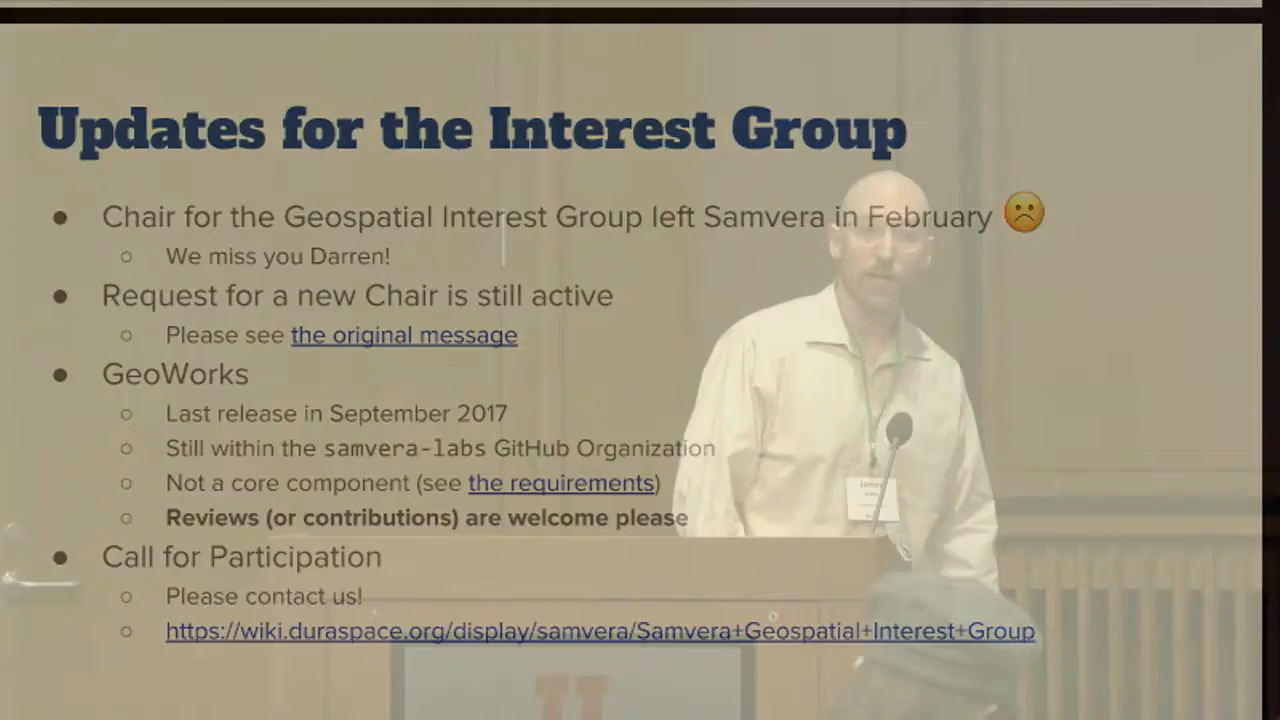 Updates for the Interest Group
● Chair for the Geospatial Interest Group left Samvera in February ☹️
○ We miss you Darren!
● Request for a new Chair is still active
○ Please see the original message
● GeoWorks
○ Last release in September 2017
○ Still within the samvera-labs GitHub Organization
○ Not a core component (see the requirements)
○ Reviews (or contributions) are welcome please
● Call for Participation
○ Please contact us!
○ https://wiki.duraspace.org/display/samvera/Samvera+Geospatial+Interest+Group
James